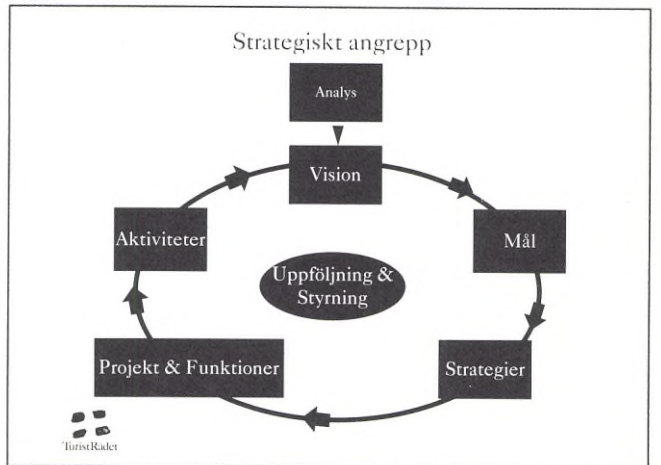 Strategiskt angrepp
Analys
Vision
Mål
Strategier
Projekt & Funktioner
Aktiviteter
Uppföljning &
Styrning
TuristRådet